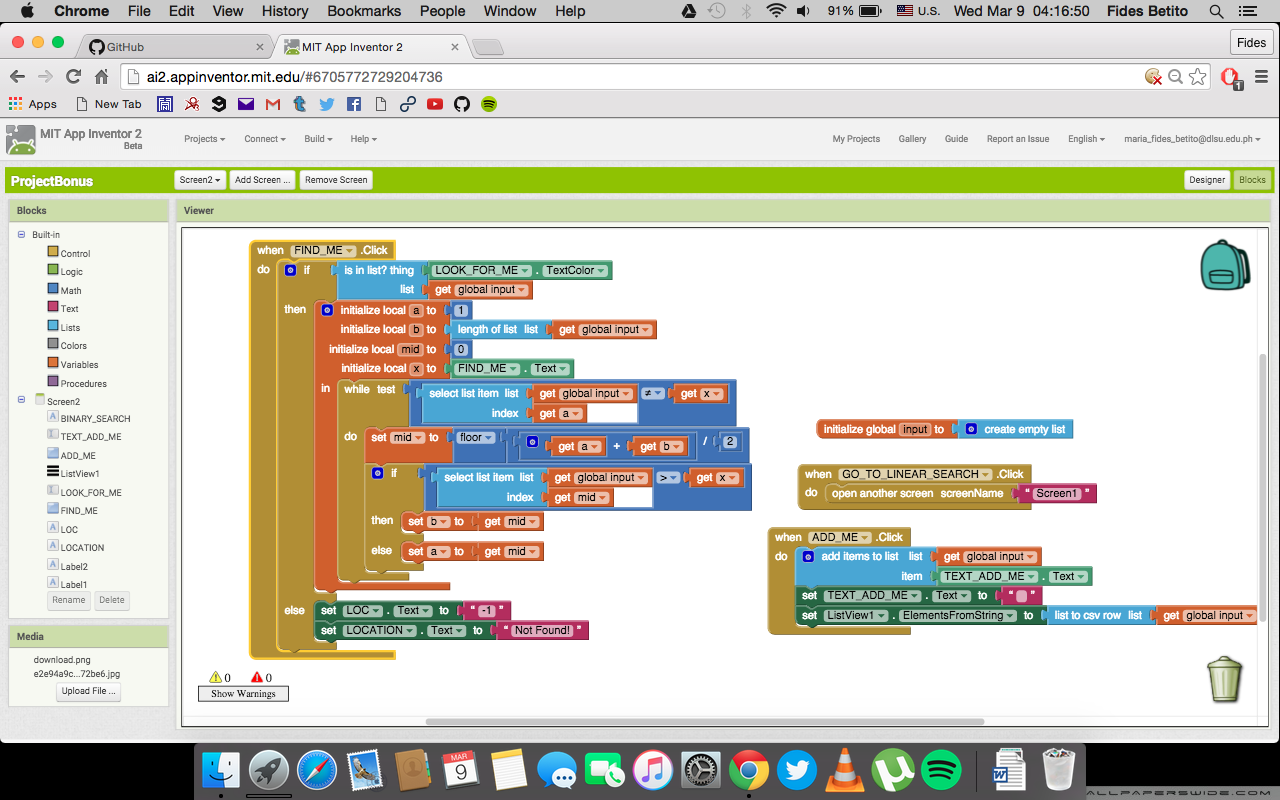 Chrome File Edit View History Bookmarks People Window Help 91% U.S. Wed Mar 9 04:16:50 Fides Betito
GitHub MIT App Inventor 2 Fides
ai2.appinventor.mit.edu/#6705772729204736
1
Apps New Tab
MIT App Inventor 2
Beta
Projects Connect Build Help My Projects Gallery Guide Report an Issue English maria_fides_betito@dlsu.edu.ph
ProjectBonus Screen2 Add Screen ... Remove Screen Designer Blocks
Blocks
Built-in
Control
Logic
Math
Text
Lists
Colors
Variables
Procedures
Screen2
BINARY_SEARCH
TEXT_ADD_ME
ADD_ME
ListView1
LOOK_FOR_ME
FIND_ME
LOC
LOCATION
Label2
Label1
Rename Delete
Media
download.png
e2e94a9c...72be6.jpg
Upload File ...
Viewer
when FIND_ME .Click
do if is in list? thing LOOK_FOR_ME . TextColor
list get global input
then initialize local a to 1
initialize local b to length of list list get global input
initialize local mid to 0
initialize local x to FIND_ME . Text
in while test select list item list get global input ≠ get x
index get a
do set mid to floor get a + get b / 2
if select list item list get global input > get x
index get mid
then set b to get mid
else set a to get mid
else set LOC . Text to " -1 "
set LOCATION . Text to " Not Found! "
initialize global input to create empty list
when GO_TO_LINEAR_SEARCH .Click
do open another screen screenName " Screen1 "
when ADD_ME .Click
do add items to list list get global input
item TEXT_ADD_ME . Text
set TEXT_ADD_ME . Text to " "
set ListView1 . ElementsFromString to list to csv row list get global input
0 0
Show Warnings
MAR
9
W
ALLPAPERSWIDE.COM